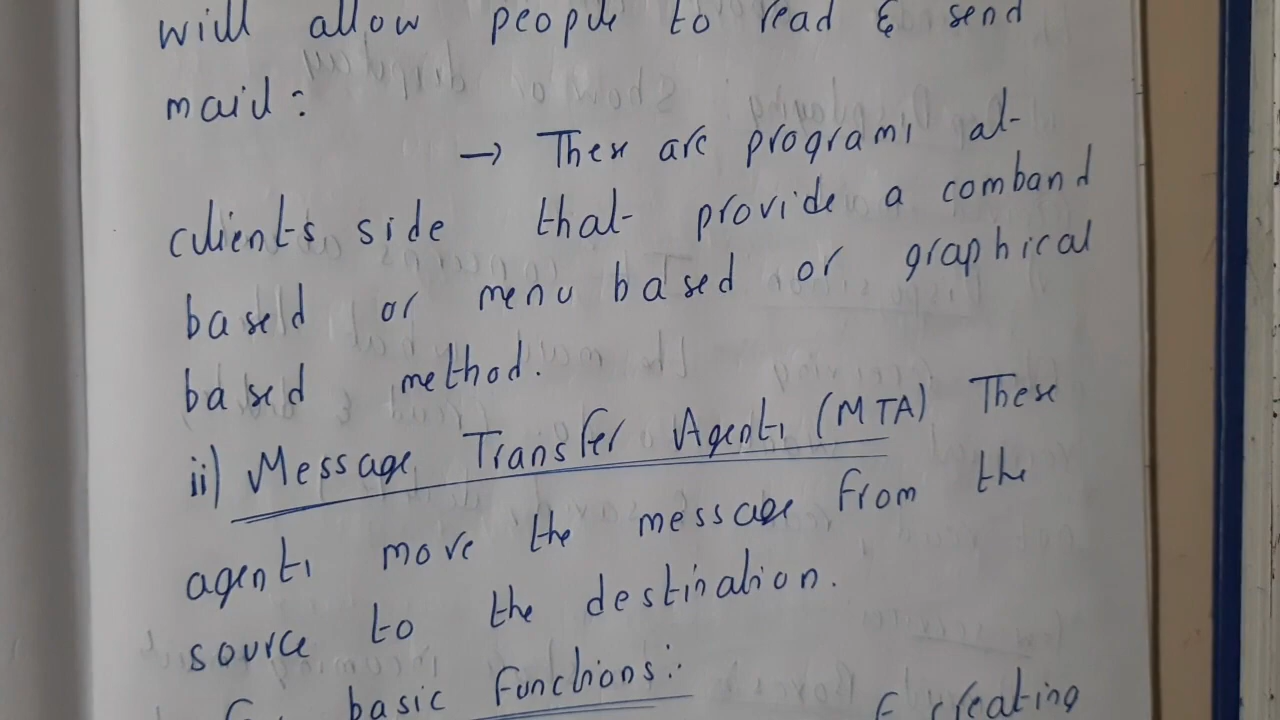 will allow people to read & send
mail:
→ These are programs at
clients side that provide a comband
baseld or menu based or graphical
based method.
ii) Message Transfer Agents (MTA) These
agents move the message from the
source to the destination.
basic functions:
creating